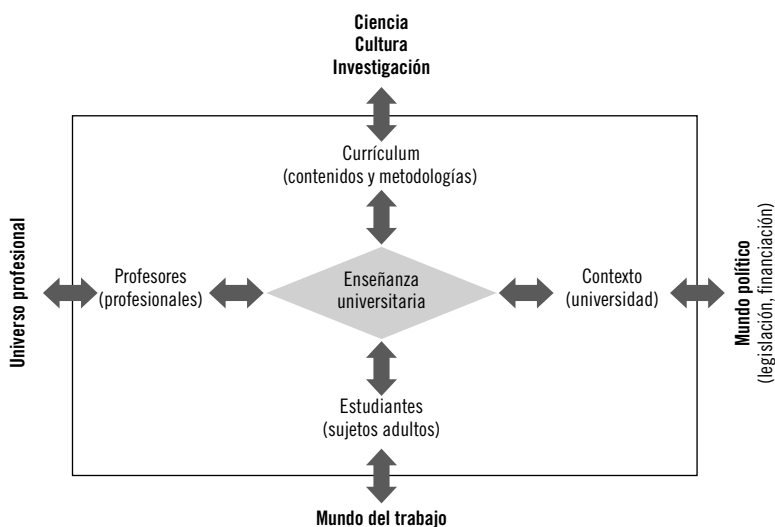 Ciencia
Cultura
Investigación
Currículum
(contenidos y metodologías)
Universo profesional
Profesores
(profesionales)
Enseñanza
universitaria
Contexto
(universidad)
Mundo político
(legislación, financiación)
Estudiantes
(sujetos adultos)
Mundo del trabajo